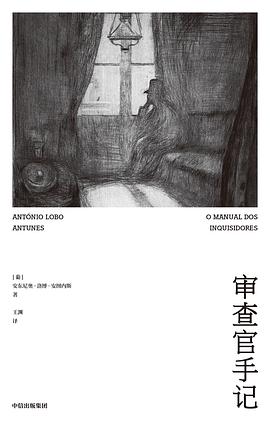 ANTÓNIO LOBO
ANTUNES
O MANUAL DOS
INQUISIDORES
[葡]
安东尼奥·洛博·安图内斯
著
王渊
译
审查官手记
中信出版集团